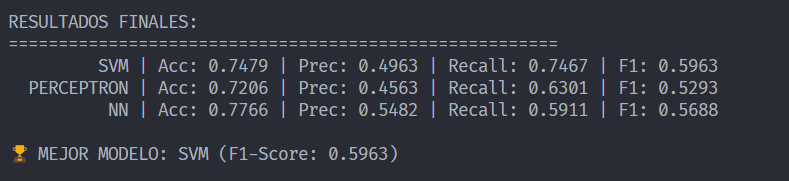 RESULTADOS FINALES:
=======================================================
SVM | Acc: 0.7479 | Prec: 0.4963 | Recall: 0.7467 | F1: 0.5963
PERCEPTRON | Acc: 0.7206 | Prec: 0.4563 | Recall: 0.6301 | F1: 0.5293
NN | Acc: 0.7766 | Prec: 0.5482 | Recall: 0.5911 | F1: 0.5688
🏆 MEJOR MODELO: SVM (F1-Score: 0.5963)